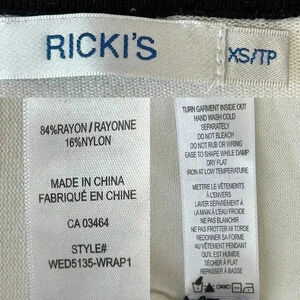 RICKI'S
XS/TP
84%RAYON/RAYONNE
16%NYLON
MADE IN CHINA
FABRIQUÉ EN CHINE
CA 03464
STYLE#
WED5135-WRAP1
TURN GARMENT INSIDE OUT
HAND WASH COLD
SEPARATELY
DO NOT BLEACH
DO NOT RUB OR WRING
EASE TO SHAPE WHILE DAMP
DRY FLAT
IRON AT LOW TEMPERATURE
METTRE LE VÊTEMENTS
À L'ENVERS
LAVER SÉPARÉMENT À
LA MAIN À L'EAU FROIDE
NE PAS BLANCHIR
NE PAS FROTTER NI TORDRE
REDONNER SA FORME
AU VÊTEMENT PENDANT
QU'IL EST HUMIDE
SÉCHER À PLAT
REPASSER À BASSE